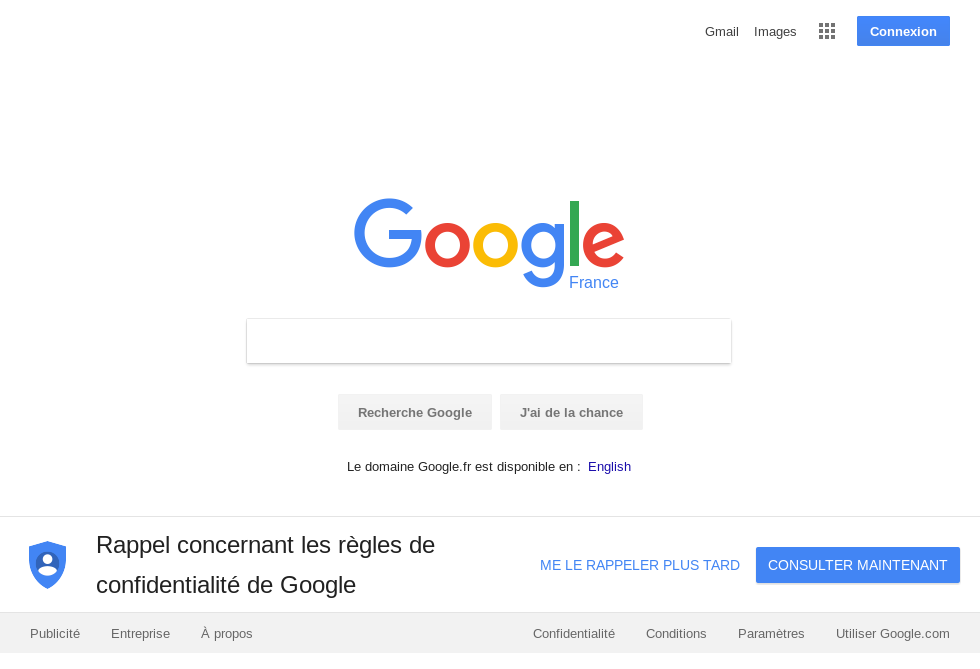 Gmail Images Connexion
Google
France
Recherche Google J'ai de la chance
Le domaine Google.fr est disponible en : English
Rappel concernant les règles de
confidentialité de Google
ME LE RAPPELER PLUS TARD CONSULTER MAINTENANT
Publicité Entreprise À propos Confidentialité Conditions Paramètres Utiliser Google.com